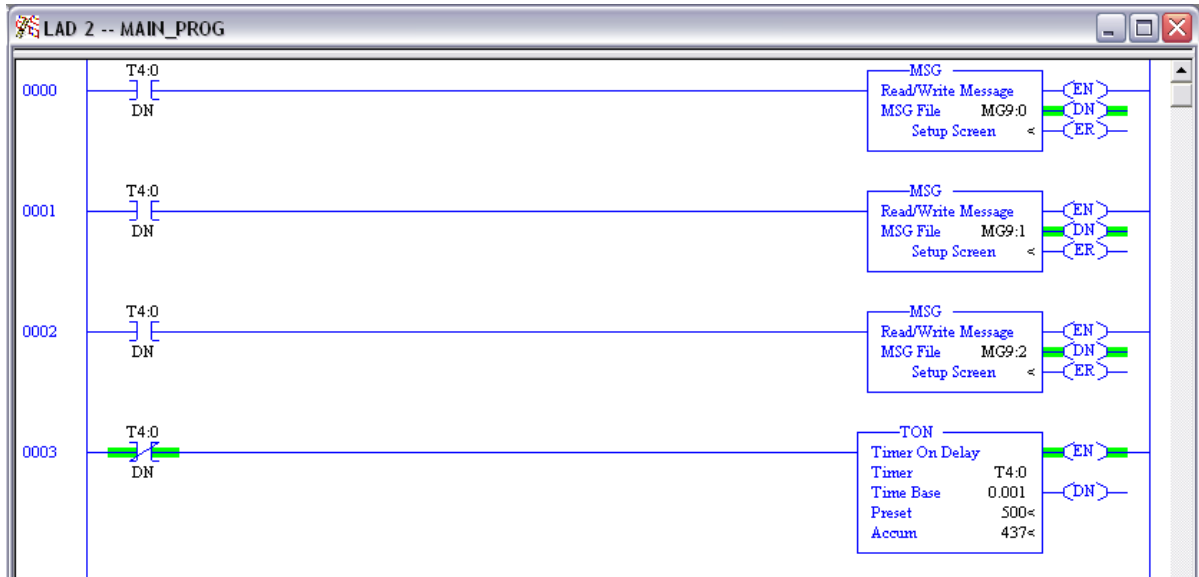 LAD 2 -- MAIN_PROG
0000
T4:0
DN
MSG
Read/Write Message
MSG File MG9:0
Setup Screen <
EN
DN
ER
0001
T4:0
DN
MSG
Read/Write Message
MSG File MG9:1
Setup Screen <
EN
DN
ER
0002
T4:0
DN
MSG
Read/Write Message
MSG File MG9:2
Setup Screen <
EN
DN
ER
0003
T4:0
DN
TON
Timer On Delay
Timer T4:0
Time Base 0.001
Preset 500<
Accum 437<
EN
DN